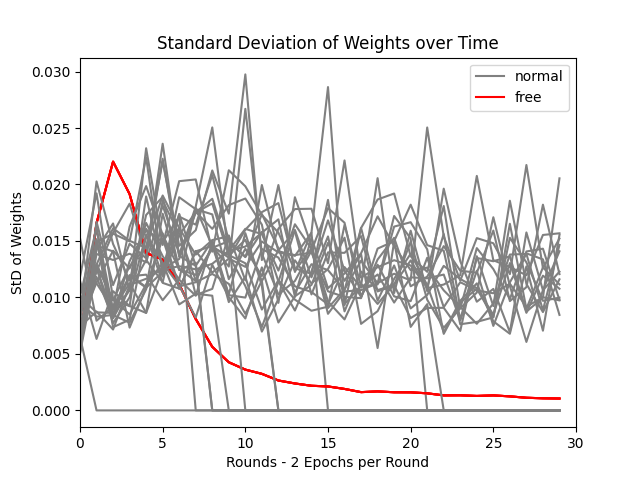 Standard Deviation of Weights over Time
StD of Weights
0.030
0.025
0.020
0.015
0.010
0.005
0.000
normal
free
0 5 10 15 20 25 30
Rounds - 2 Epochs per Round